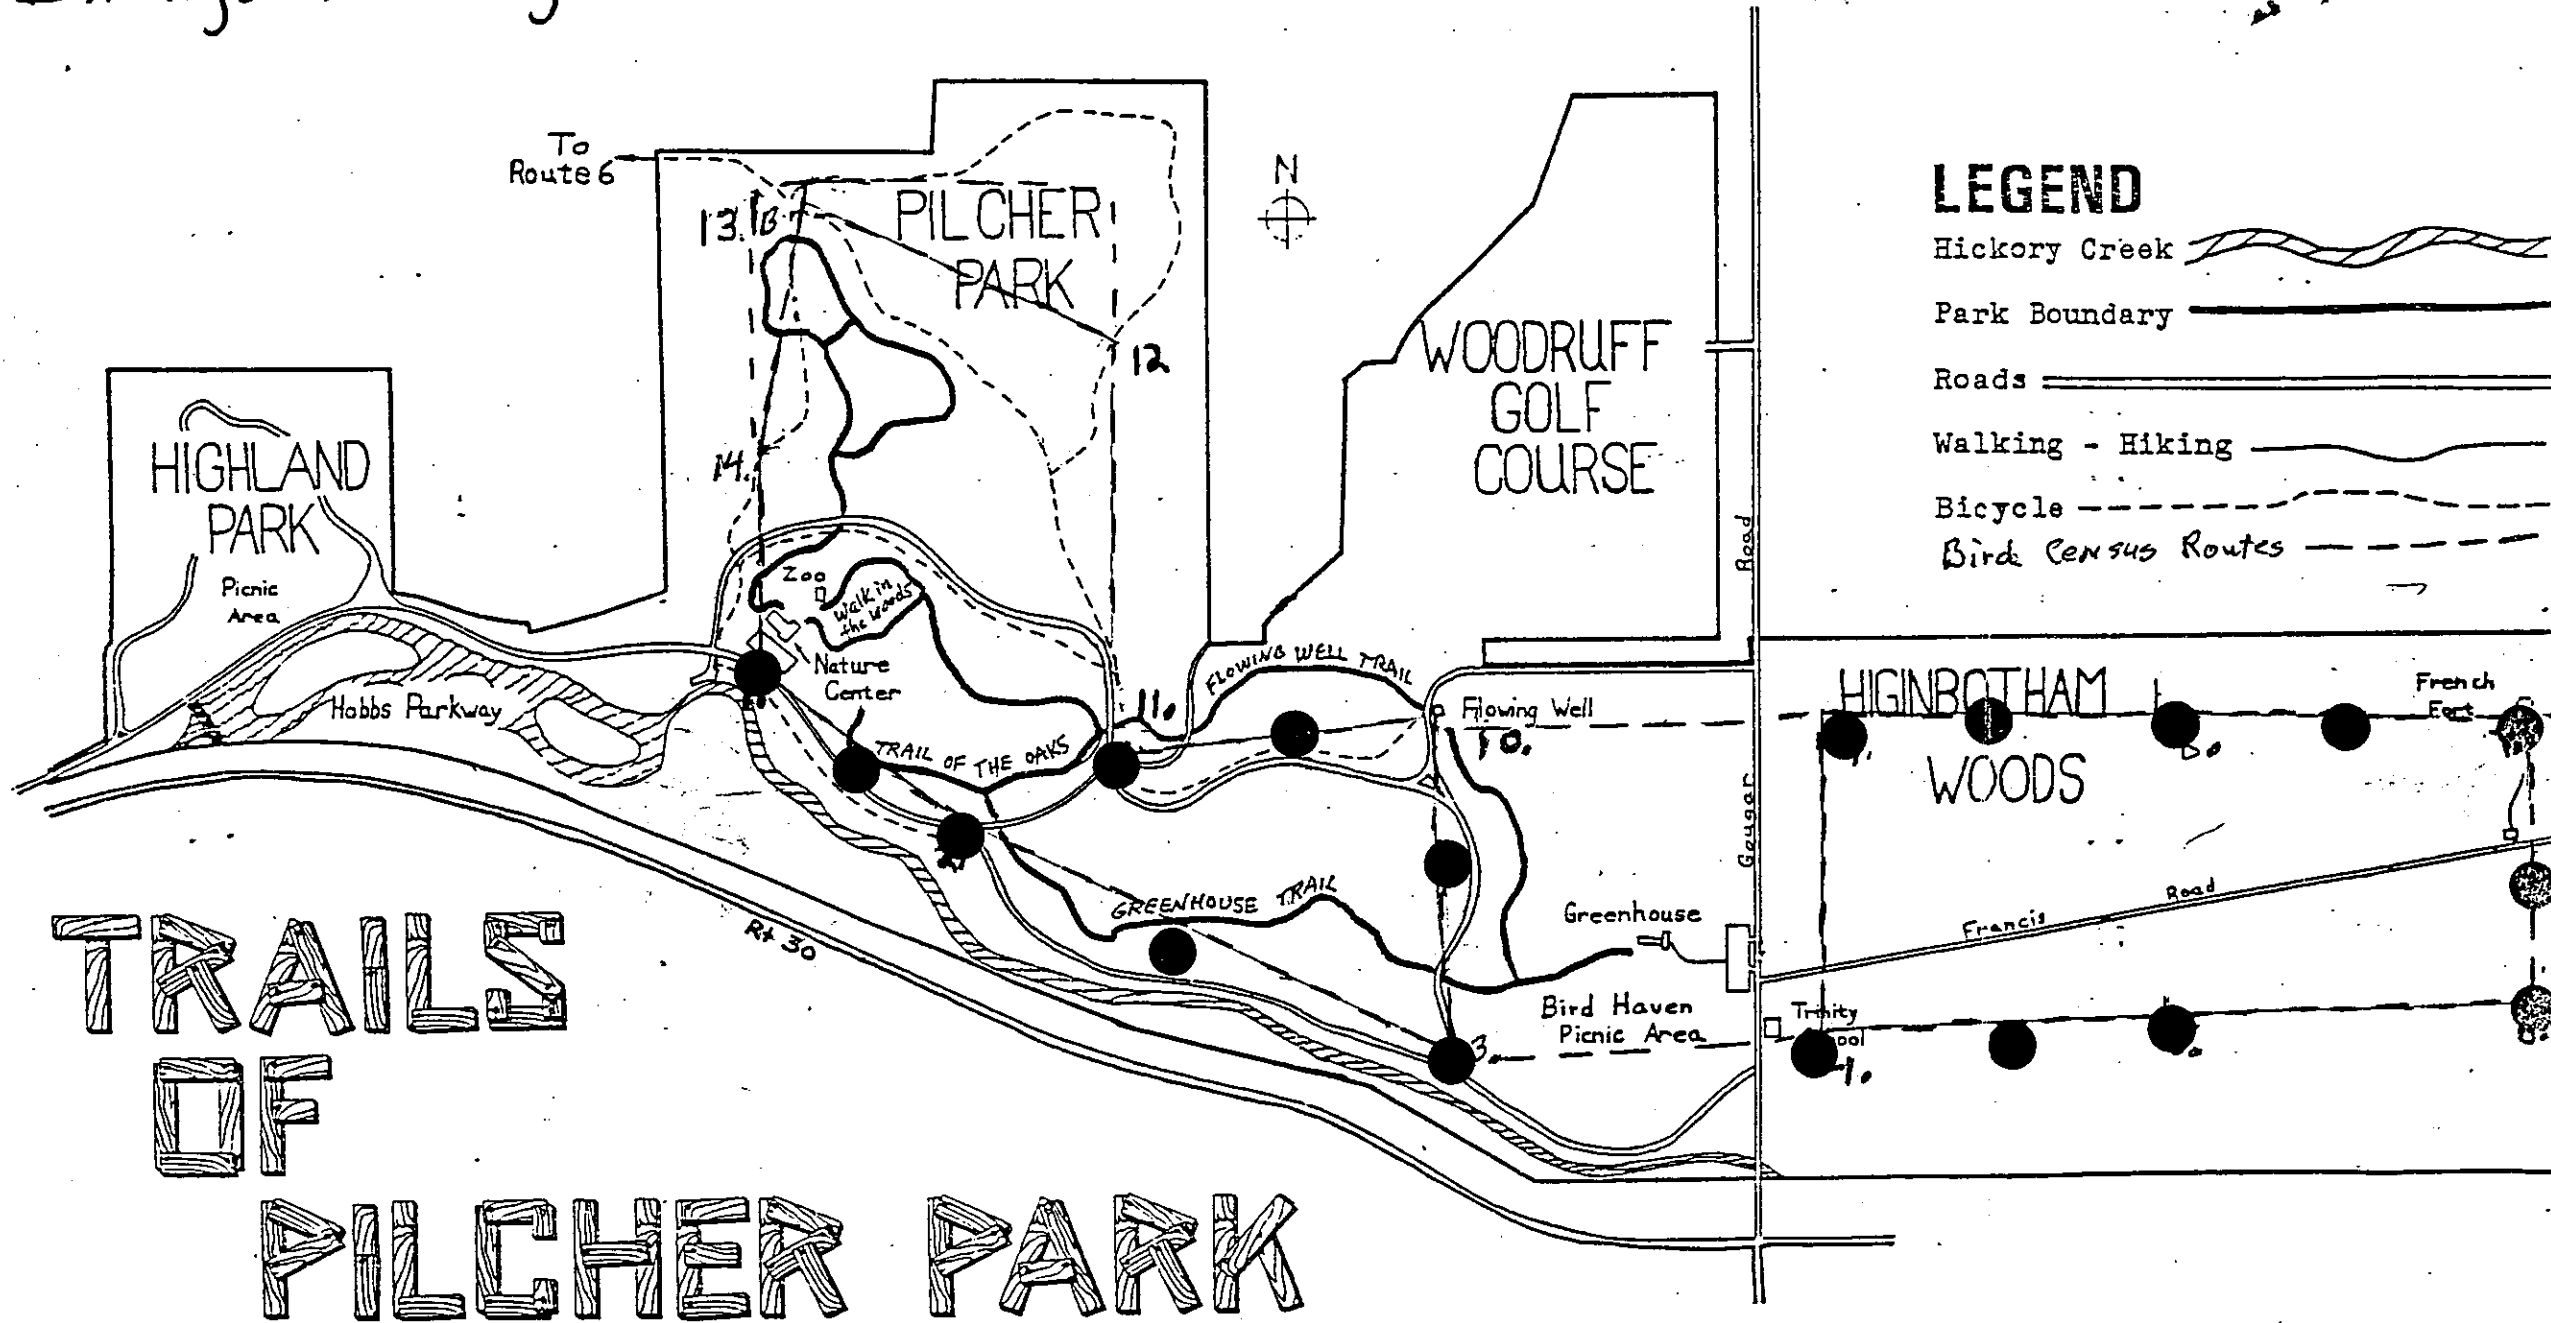 To
Route 6
N
13.
B
PILCHER
PARK
12
WOODRUFF
GOLF
COURSE
LEGEND
Hickory Creek
Park Boundary
Roads
Walking - Hiking
Bicycle
Bird Census Routes
HIGHLAND
PARK
Picnic
Area
14.
Road
Zoo
Walk in
the Woods
Nature
Center
FLOWING WELL TRAIL
11.
Flowing Well
10.
HIGINBOTHAM
WOODS
French
Fort
Hobbs Parkway
TRAIL OF THE OAKS
Gougar
GREENHOUSE TRAIL
Greenhouse
Francis
Road
Rt 30
Bird Haven
Picnic Area
Trinity
3.
1.
TRAILS
OF
PILCHER PARK